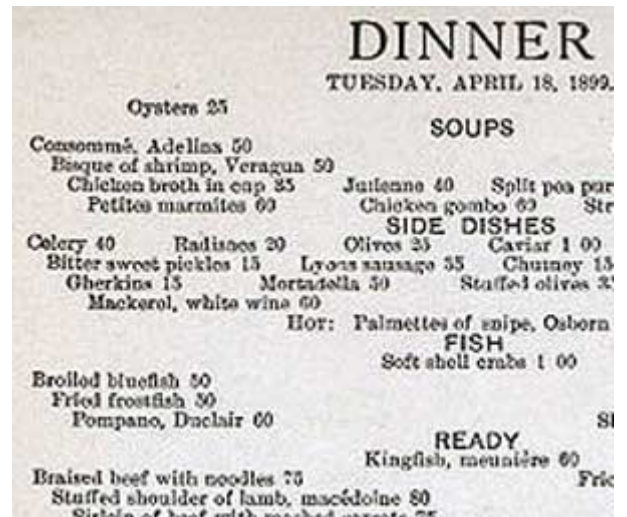 DINNER
TUESDAY, APRIL 18, 1899.
Oysters 25
SOUPS
Consommé, Adelina 50
Bisque of shrimp, Veragua 50
Chicken broth in cup 35 Julienne 40 Split pea pur
Petites marmites 60 Chicken gombo 60 Str
SIDE DISHES
Celery 40 Radishes 20 Olives 25 Caviar 1 00
Bitter sweet pickles 15 Lyons sausage 35 Chutney 15
Gherkins 15 Mortadella 50 Stuffed olives
Mackerel, white wine 60
HOT: Palmettes of snipe, Osborn
FISH
Soft shell crabs 1 00
Broiled bluefish 50
Fried frostfish 50
Pompano, Duclair 60
READY
Kingfish, meunière 60
Braised beef with noodles 75 Fric
Stuffed shoulder of lamb, macédoine 80